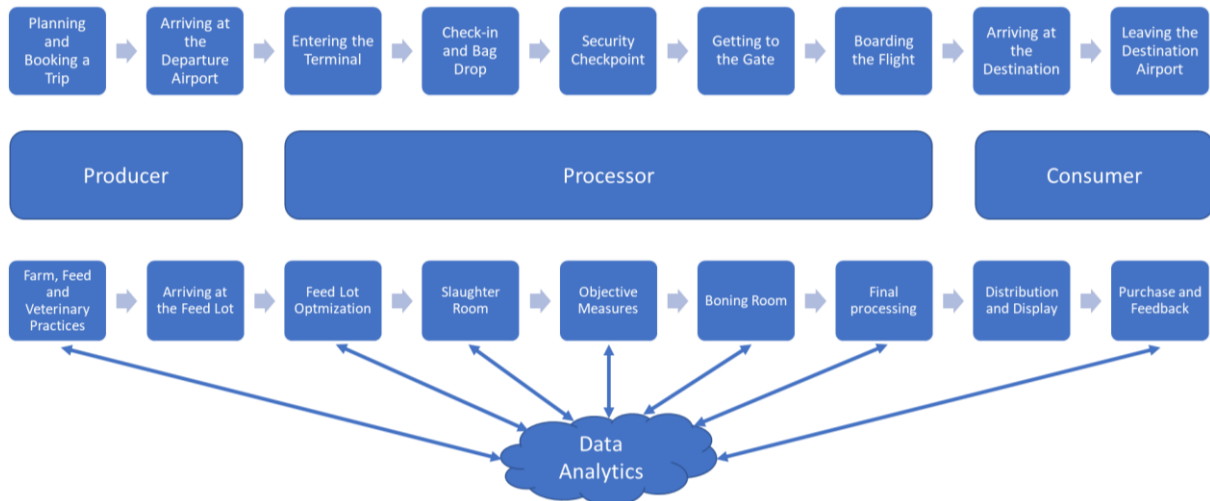 Planning
and
Booking a
Trip
Arriving at
the
Departure
Airport
Entering the
Terminal
Check-in
and Bag
Drop
Security
Checkpoint
Getting to
the Gate
Boarding
the Flight
Arriving at
the
Destination
Leaving the
Destination
Airport
Producer
Processor
Consumer
Farm, Feed
and
Veterinary
Practices
Arriving at
the Feed Lot
Feed Lot
Optmization
Slaughter
Room
Objective
Measures
Boning Room
Final
processing
Distribution
and Display
Purchase and
Feedback
Data
Analytics